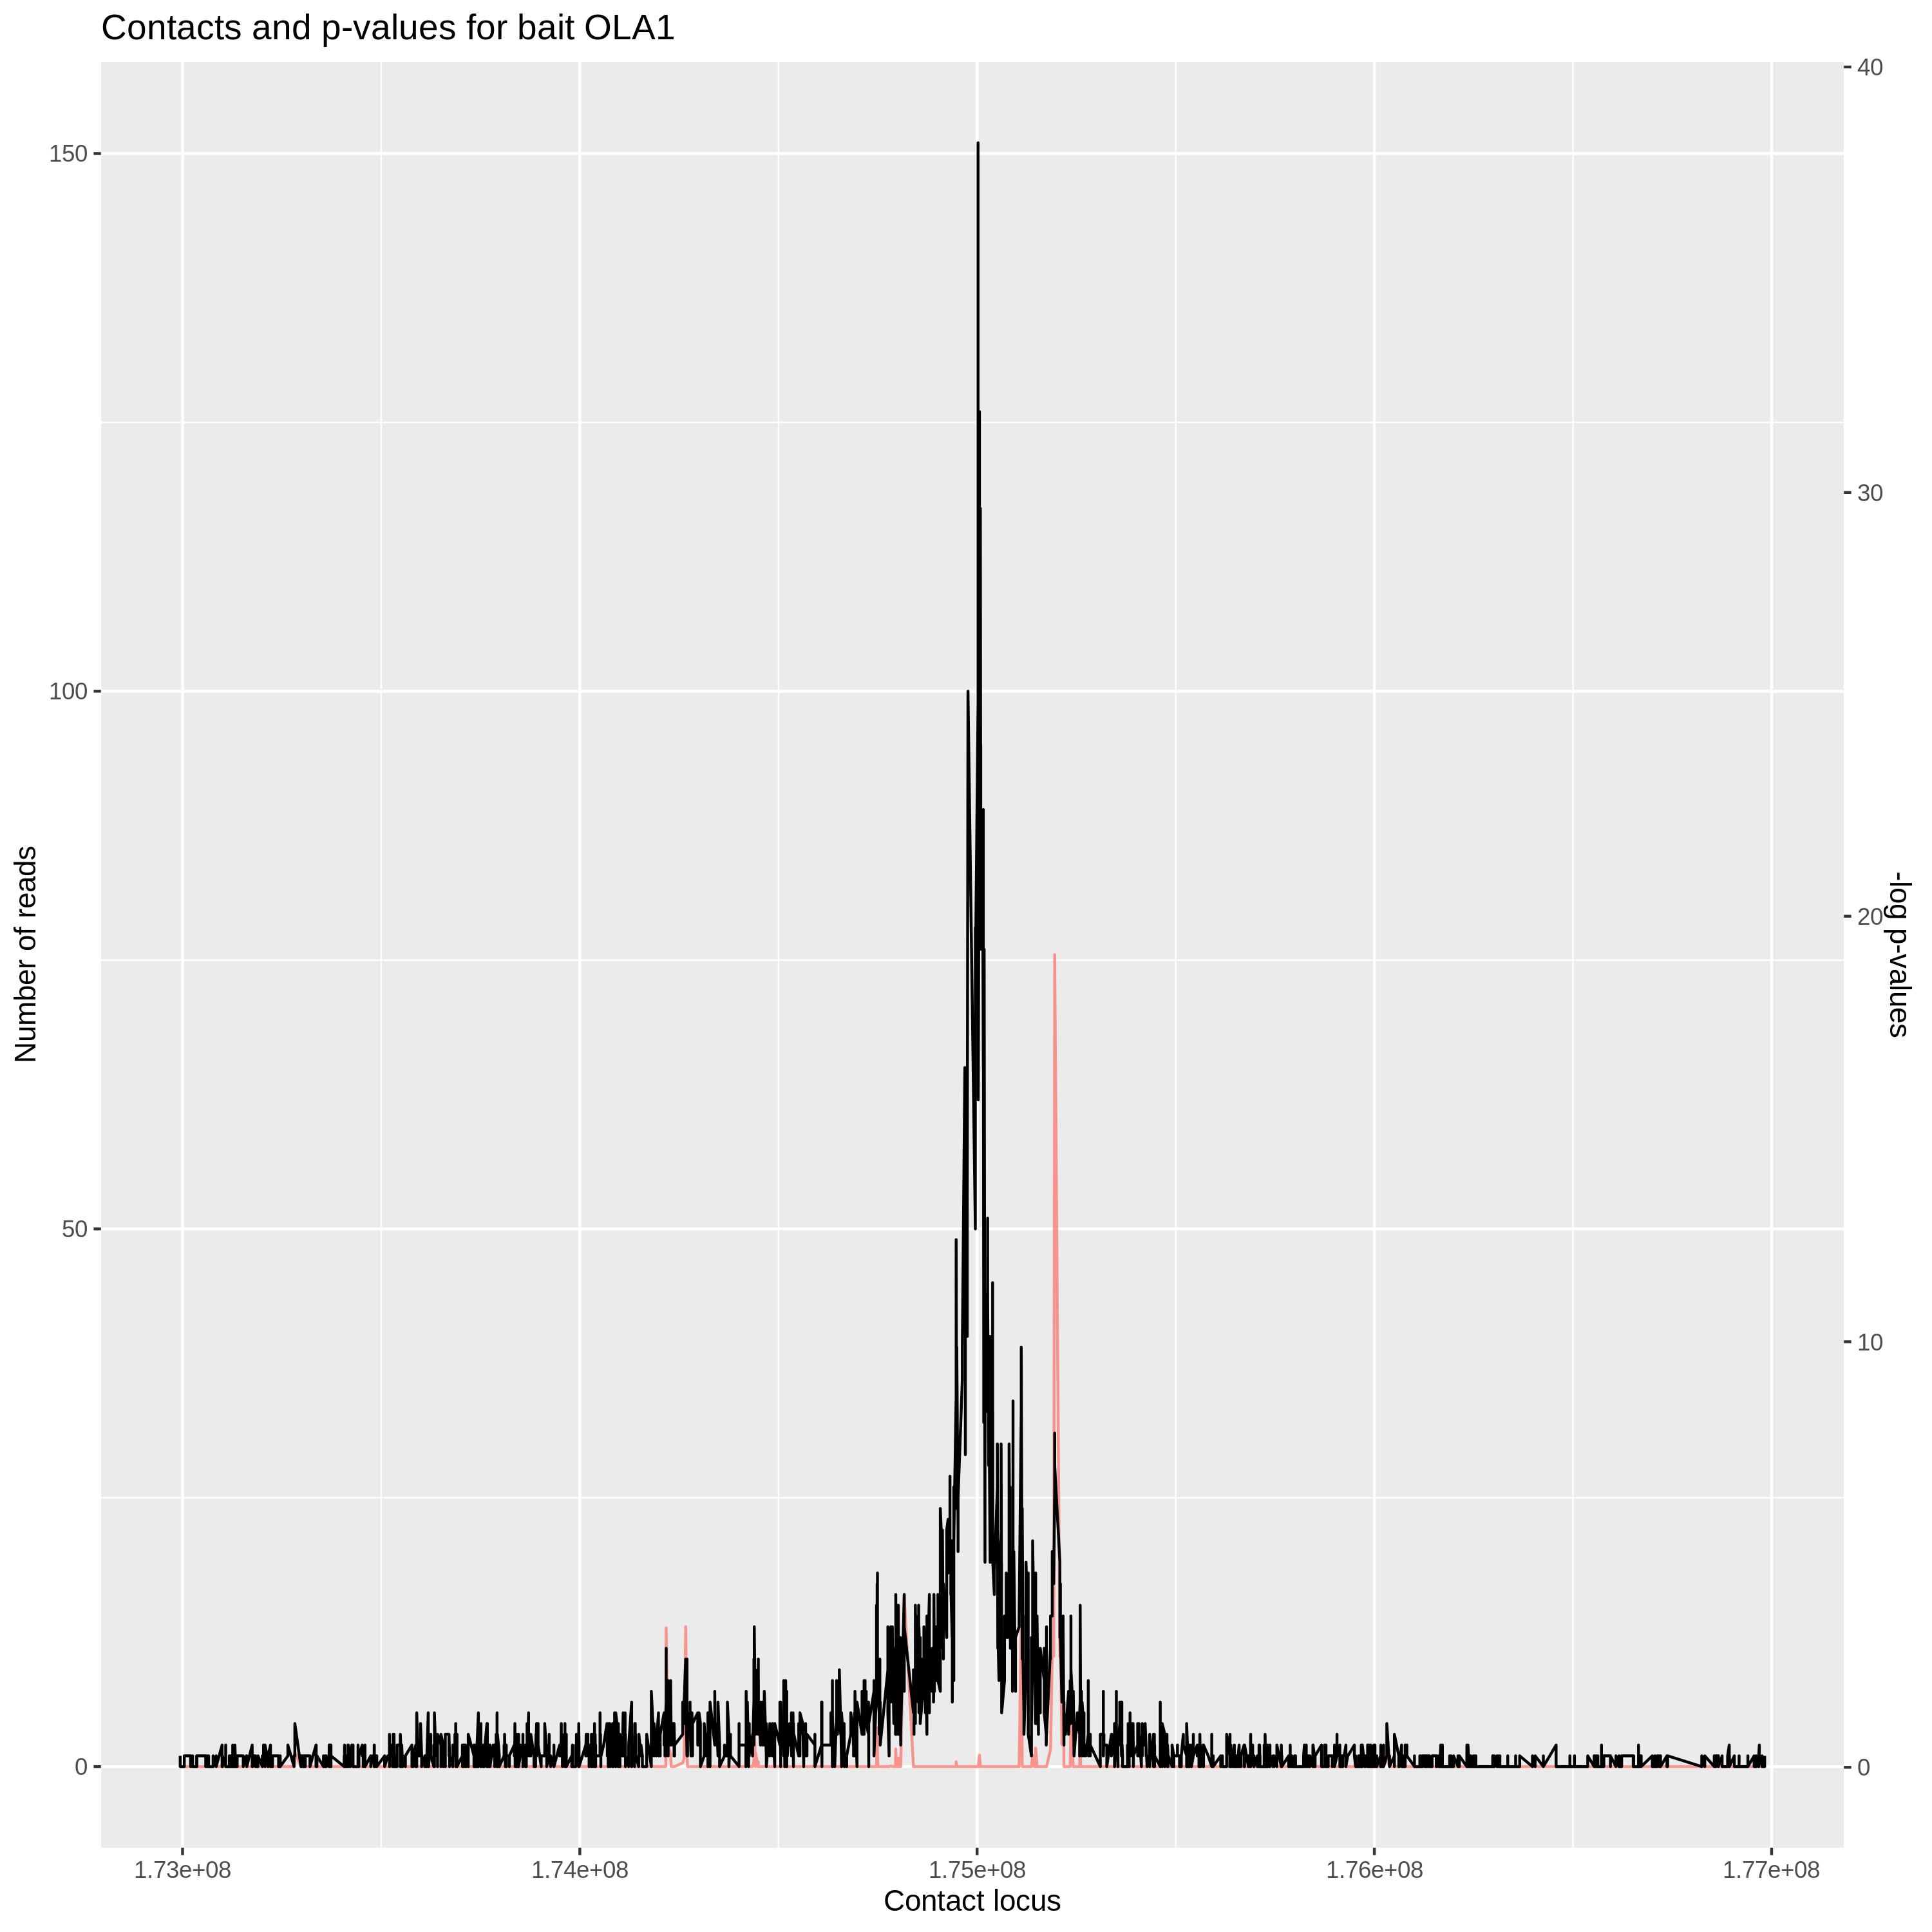 Contacts and p-values for bait OLA1
150
100
50
0
Number of reads
40
30
20
10
0
-log p-values
1.73e+08
1.74e+08
1.75e+08
1.76e+08
1.77e+08
Contact locus